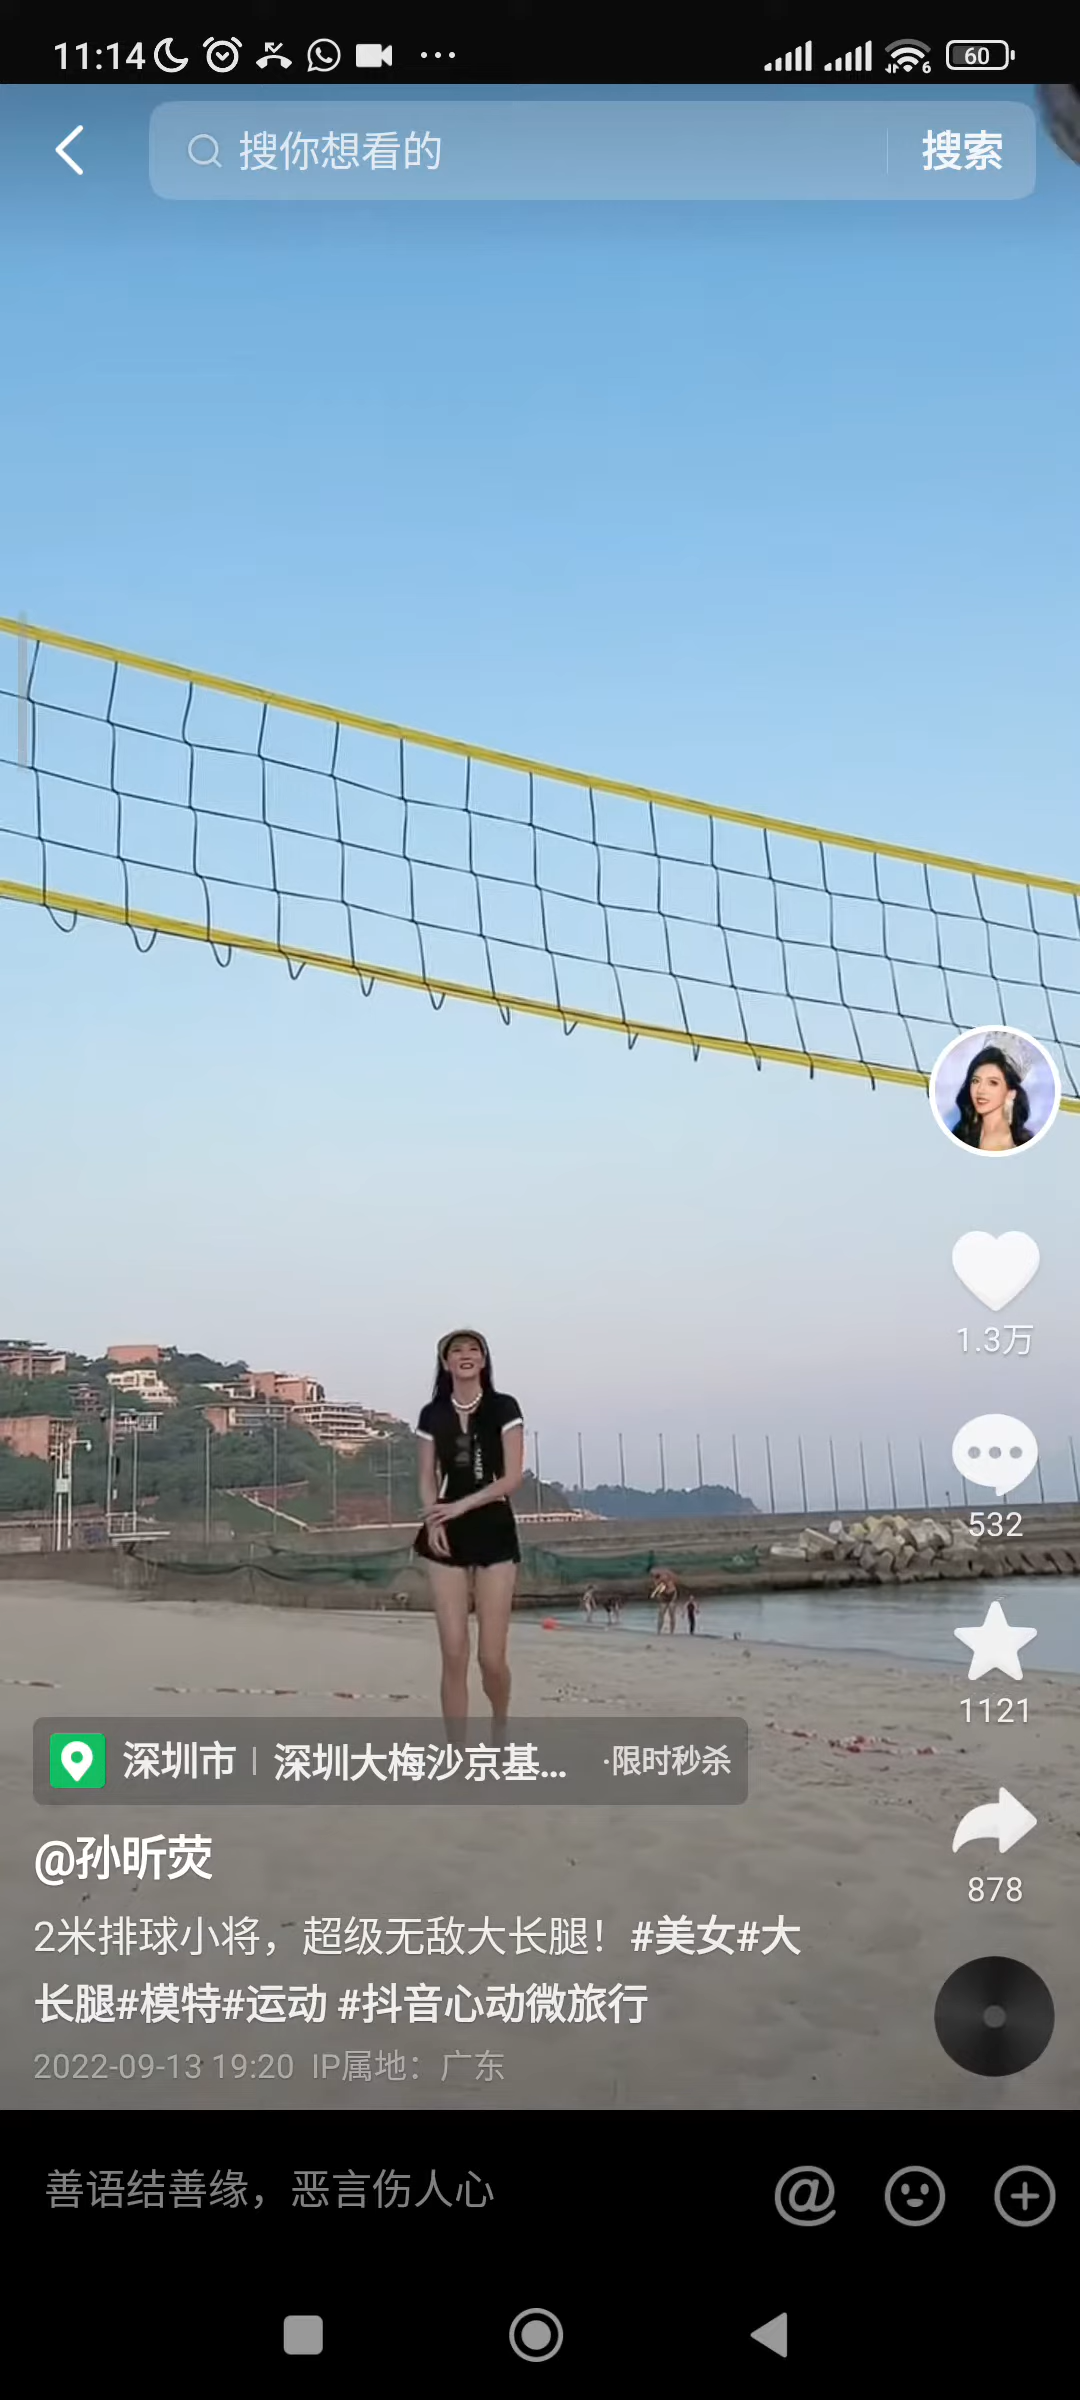 11:14
6
60
搜你想看的
搜索
1.3万
532
1121
878
深圳市 | 深圳大梅沙京基... ·限时秒杀
@孙昕荧
2米排球小将，超级无敌大长腿！#美女#大
长腿#模特#运动 #抖音心动微旅行
2022-09-13 19:20 IP属地：广东
善语结善缘，恶言伤人心